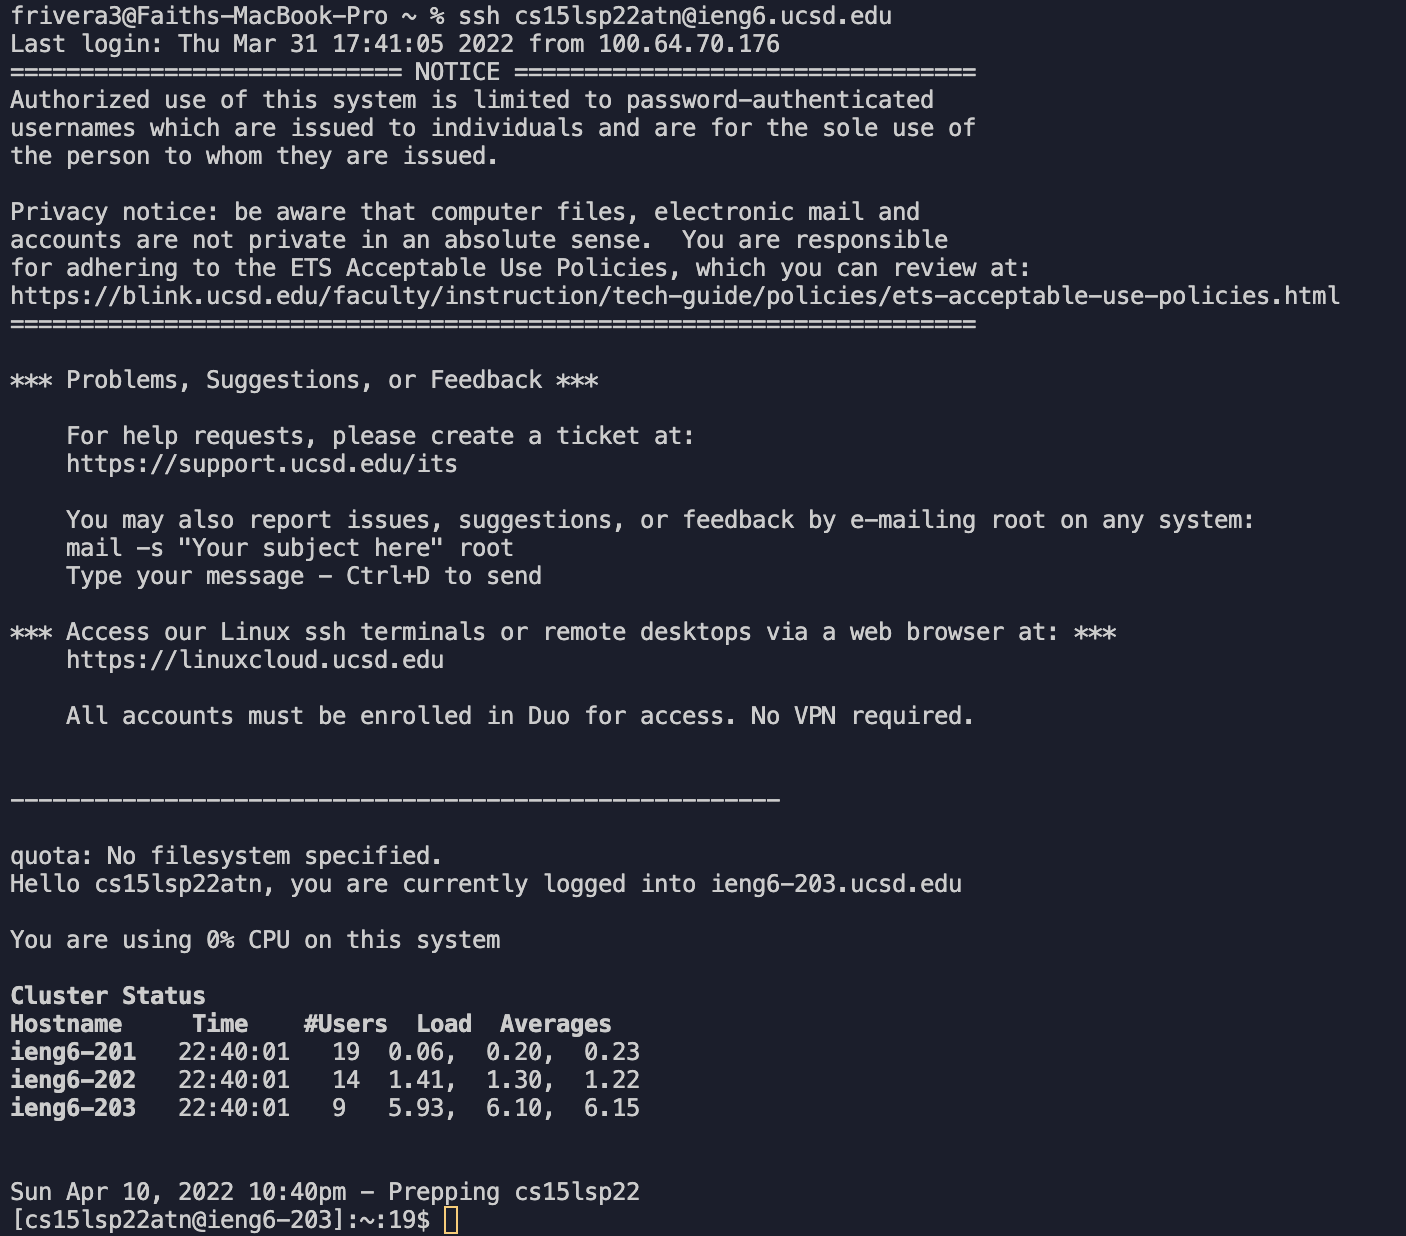 frivera3@Faiths-MacBook-Pro ~ % ssh cs15lsp22atn@ieng6.ucsd.edu
Last login: Thu Mar 31 17:41:05 2022 from 100.64.70.176
============================ NOTICE =================================
Authorized use of this system is limited to password-authenticated
usernames which are issued to individuals and are for the sole use of
the person to whom they are issued.

Privacy notice: be aware that computer files, electronic mail and
accounts are not private in an absolute sense.  You are responsible
for adhering to the ETS Acceptable Use Policies, which you can review at:
https://blink.ucsd.edu/faculty/instruction/tech-guide/policies/ets-acceptable-use-policies.html
=====================================================================

*** Problems, Suggestions, or Feedback ***

    For help requests, please create a ticket at:
    https://support.ucsd.edu/its

    You may also report issues, suggestions, or feedback by e-mailing root on any system:
    mail -s "Your subject here" root
    Type your message - Ctrl+D to send

*** Access our Linux ssh terminals or remote desktops via a web browser at: ***
    https://linuxcloud.ucsd.edu

    All accounts must be enrolled in Duo for access. No VPN required.


-------------------------------------------------------

quota: No filesystem specified.
Hello cs15lsp22atn, you are currently logged into ieng6-203.ucsd.edu

You are using 0% CPU on this system

Cluster Status
Hostname     Time    #Users  Load  Averages
ieng6-201   22:40:01   19  0.06,  0.20,  0.23
ieng6-202   22:40:01   14  1.41,  1.30,  1.22
ieng6-203   22:40:01   9   5.93,  6.10,  6.15


Sun Apr 10, 2022 10:40pm - Prepping cs15lsp22
[cs15lsp22atn@ieng6-203]:~:19$